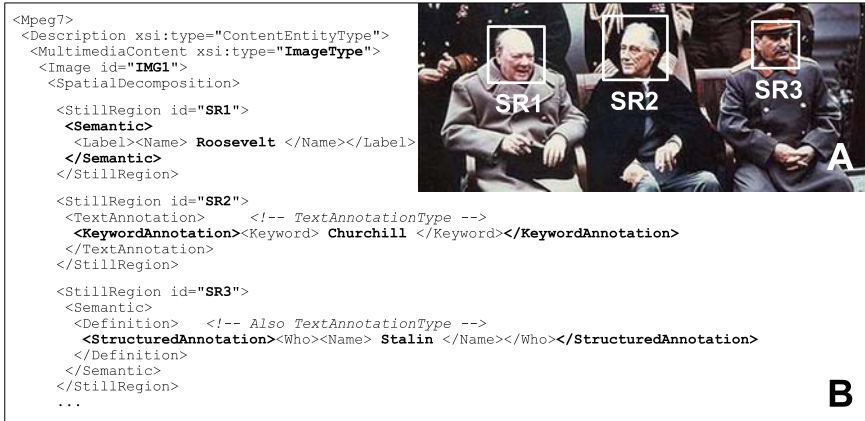 <Mpeg7>
<Description xsi:type="ContentEntityType">
<MultimediaContent xsi:type="ImageType">
<Image id="IMG1">
<SpatialDecomposition>
<StillRegion id="SR1">
<Semantic>
<Label><Name> Roosevelt </Name></Label>
</Semantic>
</StillRegion>
SR1 SR2 SR3
A
<StillRegion id="SR2">
<TextAnnotation> <!-- TextAnnotationType -->
<KeywordAnnotation><Keyword> Churchill </Keyword></KeywordAnnotation>
</TextAnnotation>
</StillRegion>
<StillRegion id="SR3">
<Semantic>
<Definition> <!-- Also TextAnnotationType -->
<StructuredAnnotation><Who><Name> Stalin </Name></Who></StructuredAnnotation>
</Definition>
</Semantic>
</StillRegion>
...
B